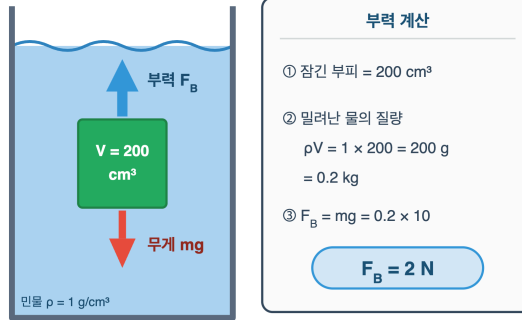 부력 F_B
V = 200
cm³
무게 mg
민물 ρ = 1 g/cm³
부력 계산
① 잠긴 부피 = 200 cm³
② 밀려난 물의 질량
ρV = 1 × 200 = 200 g
= 0.2 kg
③ F_B = mg = 0.2 × 10
F_B = 2 N